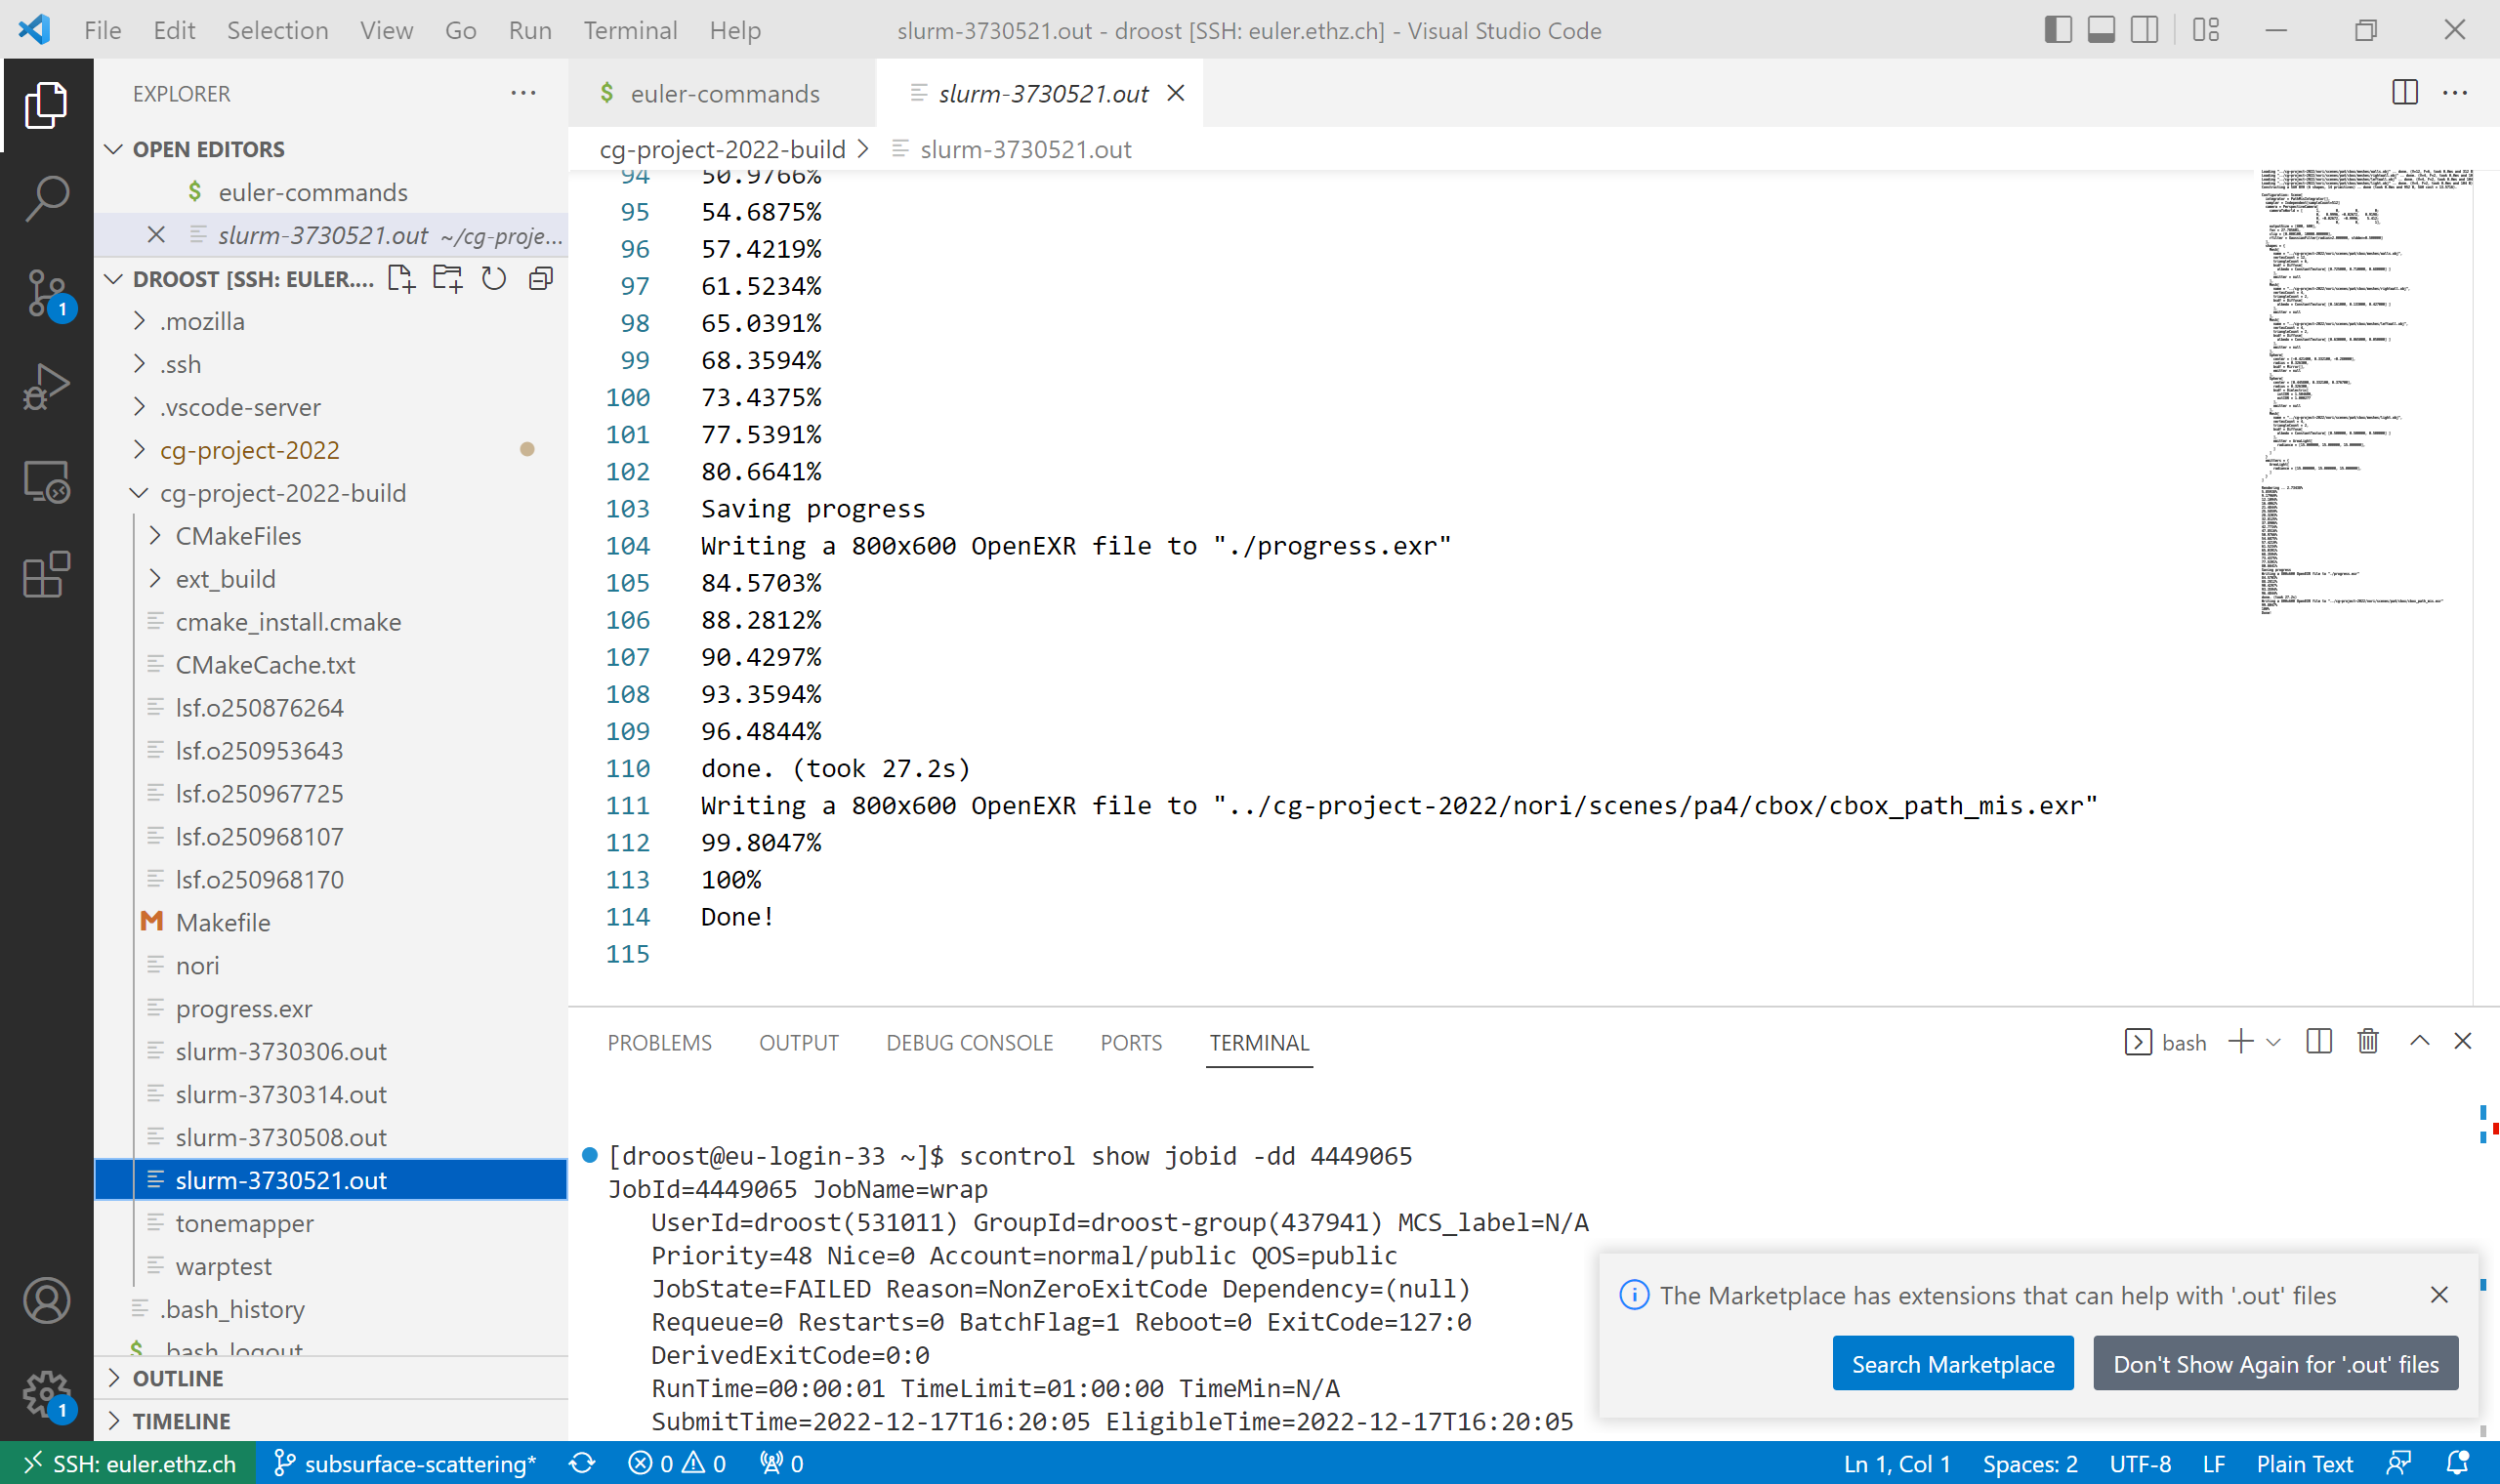 File Edit Selection View Go Run Terminal Help
slurm-3730521.out - droost [SSH: euler.ethz.ch] - Visual Studio Code
EXPLORER
OPEN EDITORS
euler-commands
slurm-3730521.out ~/cg-proje...
DROOST [SSH: EULER....
.mozilla
.ssh
.vscode-server
cg-project-2022
cg-project-2022-build
CMakeFiles
ext_build
cmake_install.cmake
CMakeCache.txt
lsf.o250876264
lsf.o250953643
lsf.o250967725
lsf.o250968107
lsf.o250968170
Makefile
nori
progress.exr
slurm-3730306.out
slurm-3730314.out
slurm-3730508.out
slurm-3730521.out
tonemapper
warptest
.bash_history
.bash_logout
OUTLINE
TIMELINE
1
1
$ euler-commands
slurm-3730521.out
cg-project-2022-build > slurm-3730521.out
94 50.9766%
95 54.6875%
96 57.4219%
97 61.5234%
98 65.0391%
99 68.3594%
100 73.4375%
101 77.5391%
102 80.6641%
103 Saving progress
104 Writing a 800x600 OpenEXR file to "./progress.exr"
105 84.5703%
106 88.2812%
107 90.4297%
108 93.3594%
109 96.4844%
110 done. (took 27.2s)
111 Writing a 800x600 OpenEXR file to "../cg-project-2022/nori/scenes/pa4/cbox/cbox_path_mis.exr"
112 99.8047%
113 100%
114 Done!
115
PROBLEMS OUTPUT DEBUG CONSOLE PORTS TERMINAL
bash
[droost@eu-login-33 ~]$ scontrol show jobid -dd 4449065
JobId=4449065 JobName=wrap
UserId=droost(531011) GroupId=droost-group(437941) MCS_label=N/A
Priority=48 Nice=0 Account=normal/public QOS=public
JobState=FAILED Reason=NonZeroExitCode Dependency=(null)
Requeue=0 Restarts=0 BatchFlag=1 Reboot=0 ExitCode=127:0
DerivedExitCode=0:0
RunTime=00:00:01 TimeLimit=01:00:00 TimeMin=N/A
SubmitTime=2022-12-17T16:20:05 EligibleTime=2022-12-17T16:20:05
The Marketplace has extensions that can help with '.out' files
Search Marketplace
Don't Show Again for '.out' files
SSH: euler.ethz.ch subsurface-scattering* 0 0 0
Ln 1, Col 1 Spaces: 2 UTF-8 LF Plain Text